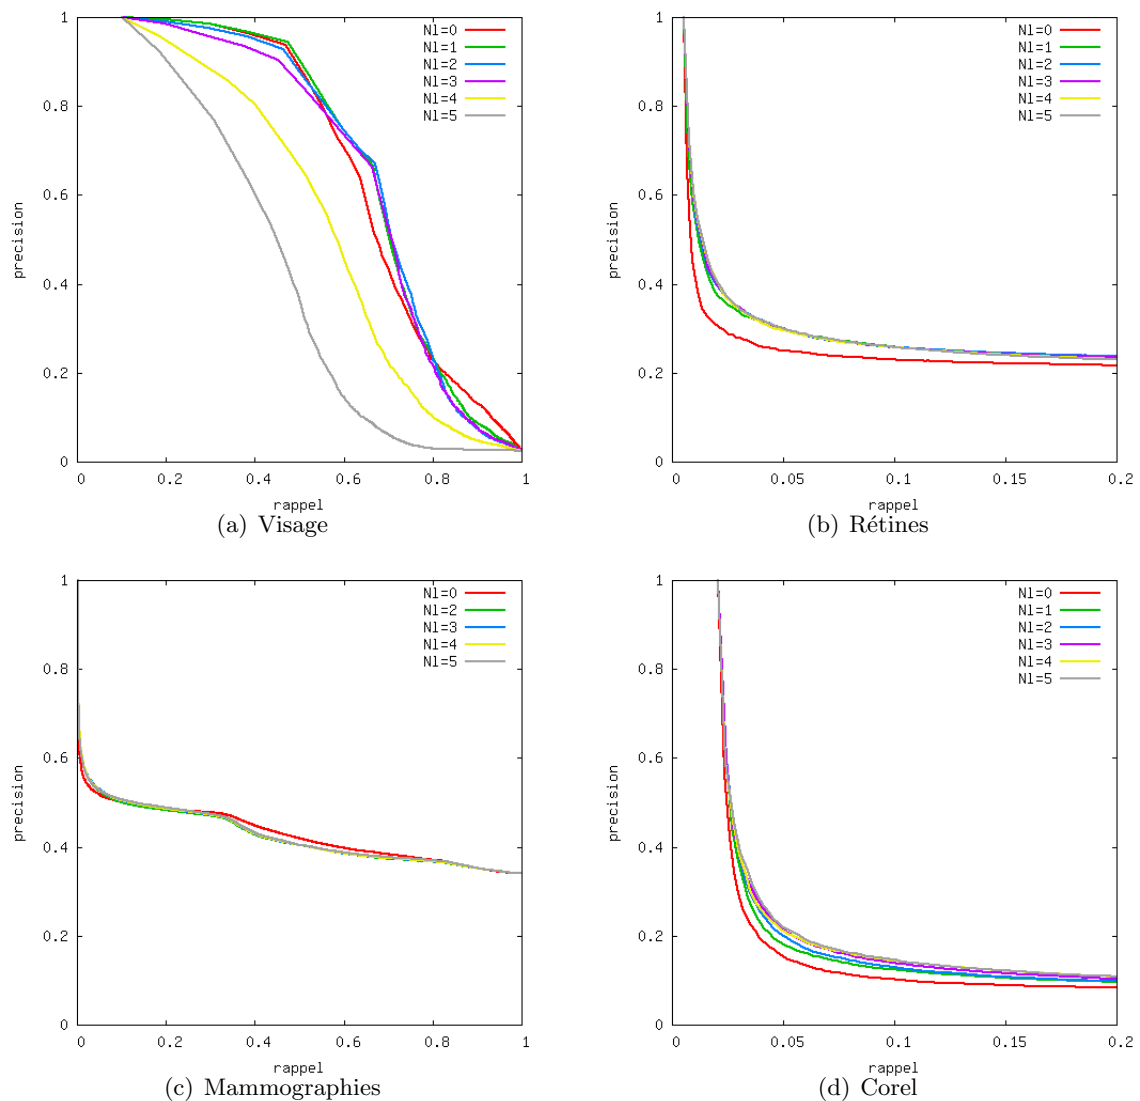 1
0.8
0.6
0.4
0.2
0
precision
0 0.2 0.4 0.6 0.8 1
rappel
Nl=0
Nl=1
Nl=2
Nl=3
Nl=4
Nl=5
(a) Visage
1
0.8
0.6
0.4
0.2
0
precision
0 0.05 0.1 0.15 0.2
rappel
Nl=0
Nl=1
Nl=2
Nl=3
Nl=4
Nl=5
(b) Rétines
1
0.8
0.6
0.4
0.2
0
precision
0 0.2 0.4 0.6 0.8 1
rappel
Nl=0
Nl=2
Nl=3
Nl=4
Nl=5
(c) Mammographies
1
0.8
0.6
0.4
0.2
0
precision
0 0.05 0.1 0.15 0.2
rappel
Nl=0
Nl=1
Nl=2
Nl=3
Nl=4
Nl=5
(d) Corel